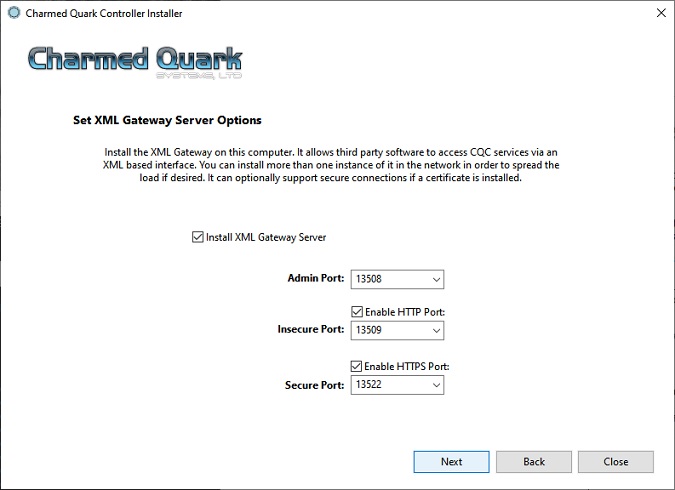 Charmed Quark Controller Installer
Charmed Quark
SYSTEMS, LTD
Set XML Gateway Server Options
Install the XML Gateway on this computer. It allows third party software to access CQC services via an
XML based interface. You can install more than one instance of it in the network in order to spread the
load if desired. It can optionally support secure connections if a certificate is installed.
Install XML Gateway Server
Admin Port: 13508
Enable HTTP Port:
Insecure Port: 13509
Enable HTTPS Port:
Secure Port: 13522
Next Back Close